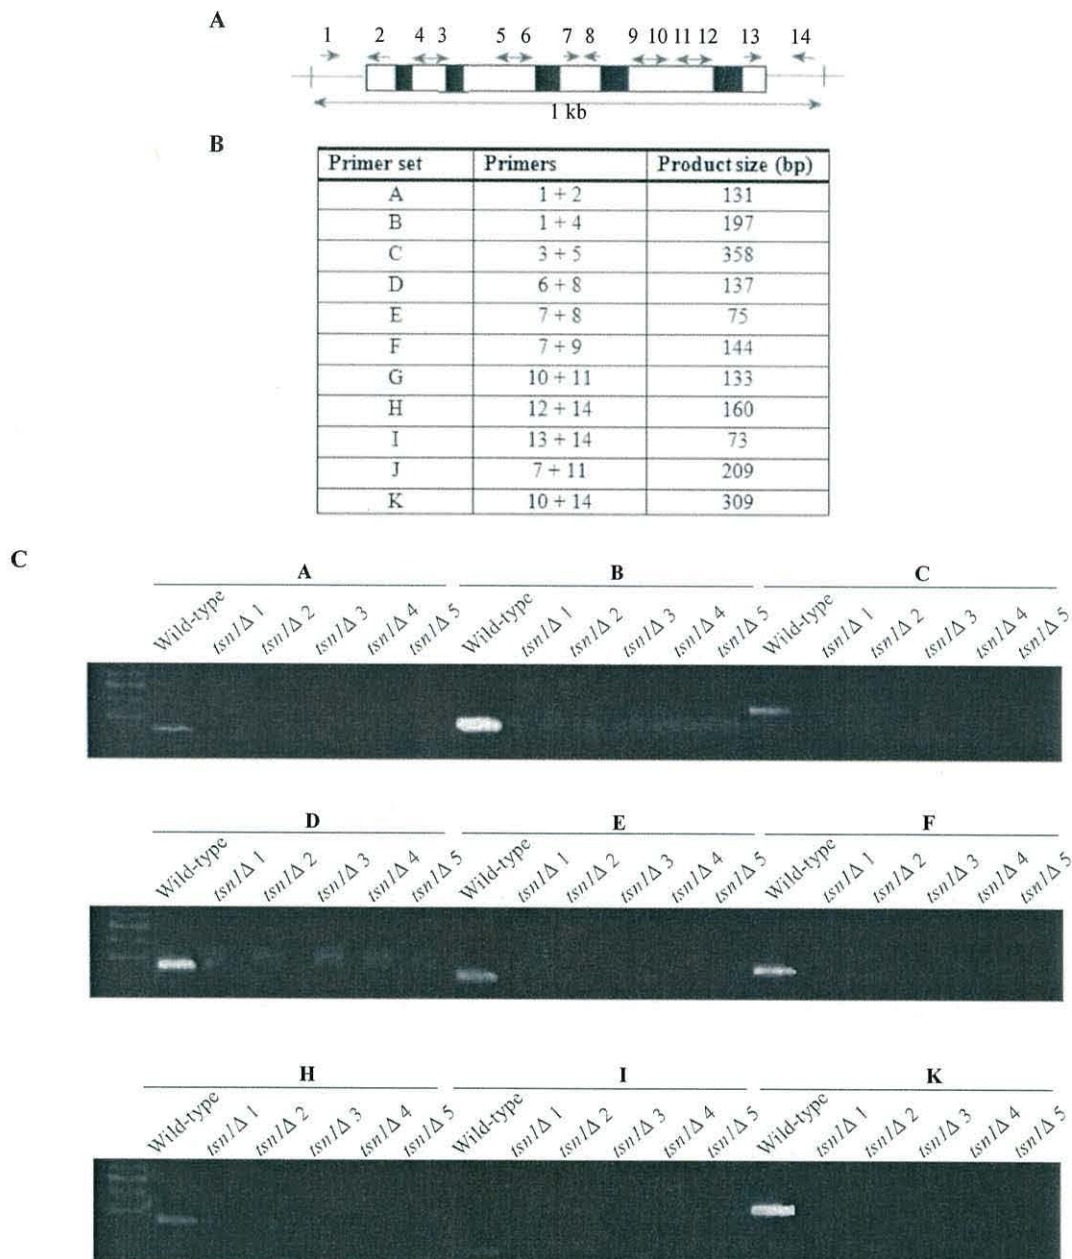 A
1 2 4 3 5 6 7 8 9 10 11 12 13 14
1 kb
B
Primer set Primers Product size (bp)
A 1 + 2 131
B 1 + 4 197
C 3 + 5 358
D 6 + 8 137
E 7 + 8 75
F 7 + 9 144
G 10 + 11 133
H 12 + 14 160
I 13 + 14 73
J 7 + 11 209
K 10 + 14 309
C
A B C
Wild-type tsn1Δ 1 tsn1Δ 2 tsn1Δ 3 tsn1Δ 4 tsn1Δ 5 Wild-type tsn1Δ 1 tsn1Δ 2 tsn1Δ 3 tsn1Δ 4 tsn1Δ 5 Wild-type tsn1Δ 1 tsn1Δ 2 tsn1Δ 3 tsn1Δ 4 tsn1Δ 5
D E F
Wild-type tsn1Δ 1 tsn1Δ 2 tsn1Δ 3 tsn1Δ 4 tsn1Δ 5 Wild-type tsn1Δ 1 tsn1Δ 2 tsn1Δ 3 tsn1Δ 4 tsn1Δ 5 Wild-type tsn1Δ 1 tsn1Δ 2 tsn1Δ 3 tsn1Δ 4 tsn1Δ 5
H I K
Wild-type tsn1Δ 1 tsn1Δ 2 tsn1Δ 3 tsn1Δ 4 tsn1Δ 5 Wild-type tsn1Δ 1 tsn1Δ 2 tsn1Δ 3 tsn1Δ 4 tsn1Δ 5 Wild-type tsn1Δ 1 tsn1Δ 2 tsn1Δ 3 tsn1Δ 4 tsn1Δ 5